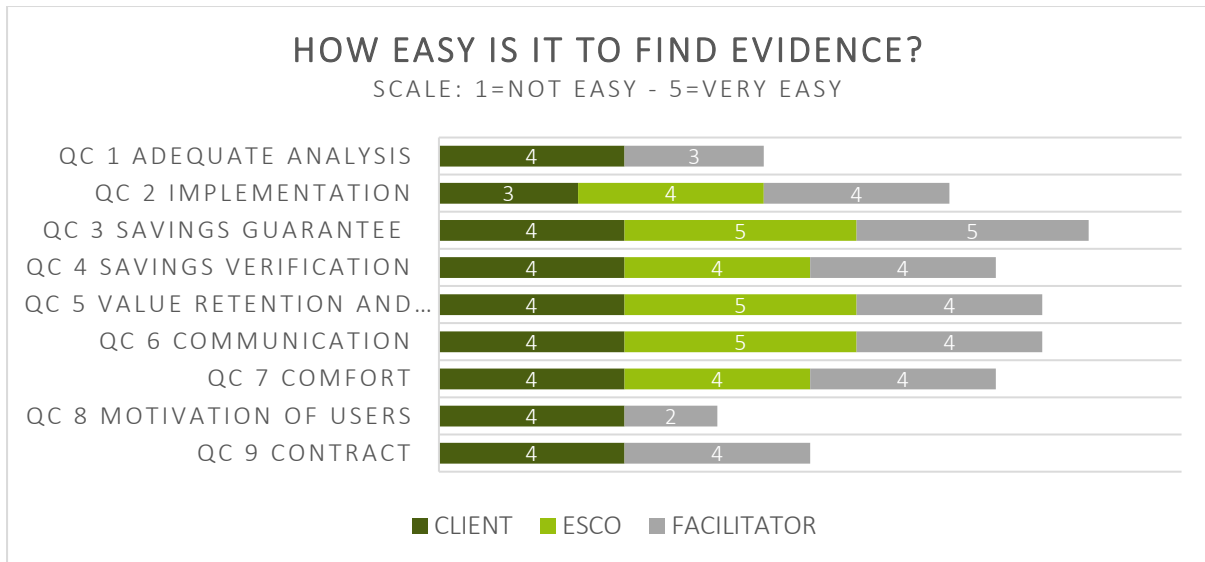 HOW EASY IS IT TO FIND EVIDENCE?
SCALE: 1=NOT EASY - 5=VERY EASY
QC 1 ADEQUATE ANALYSIS 4 3
QC 2 IMPLEMENTATION 3 4 4
QC 3 SAVINGS GUARANTEE 4 5 5
QC 4 SAVINGS VERIFICATION 4 4 4
QC 5 VALUE RETENTION AND… 4 5 4
QC 6 COMMUNICATION 4 5 4
QC 7 COMFORT 4 4 4
QC 8 MOTIVATION OF USERS 4 2
QC 9 CONTRACT 4 4
CLIENT ESCO FACILITATOR